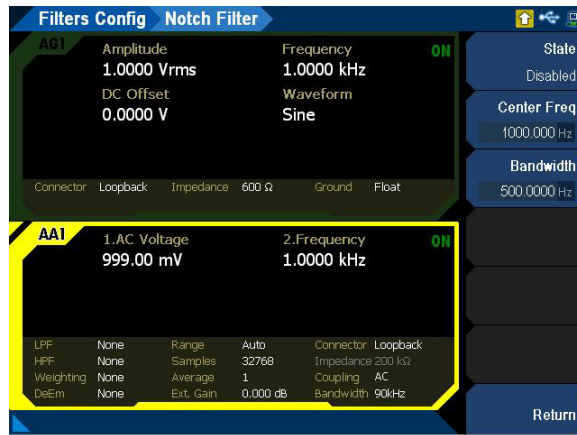 Filters Config Notch Filter
AG1
Amplitude Frequency ON
1.0000 Vrms 1.0000 kHz
DC Offset Waveform
0.0000 V Sine
Connector Loopback Impedance 600 Ω Ground Float
AA1
1.AC Voltage 2.Frequency ON
999.00 mV 1.0000 kHz
LPF None Range Auto Connector Loopback
HPF None Samples 32768 Impedance 200 kΩ
Weighting None Average 1 Coupling AC
DeEm None Ext. Gain 0.000 dB Bandwidth 90kHz
State
Disabled
Center Freq
1000.000 Hz
Bandwidth
500.0000 Hz
Return